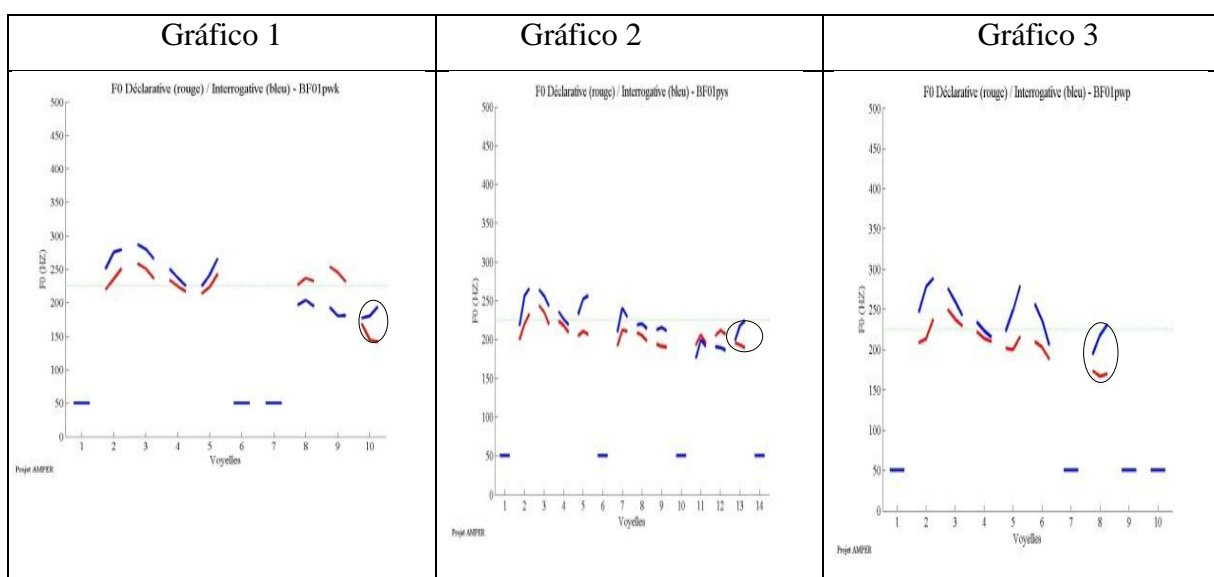 Gráfico 1
Gráfico 2
Gráfico 3
F0 Déclarative (rouge) / Interrogative (bleu) - BF01pwk
500
450
400
350
300
250
200
150
100
50
0
F0 (HZ)
1 2 3 4 5 6 7 8 9 10
Voyelles
Projet AMPER
F0 Déclarative (rouge) / Interrogative (bleu) - BF01pys
500
450
400
350
300
250
200
150
100
50
0
F0 (HZ)
1 2 3 4 5 6 7 8 9 10 11 12 13 14
Voyelles
Projet AMPER
F0 Déclarative (rouge) / Interrogative (bleu) - BF01pwp
500
450
400
350
300
250
200
150
100
50
0
F0 (HZ)
1 2 3 4 5 6 7 8 9 10
Voyelles
Projet AMPER